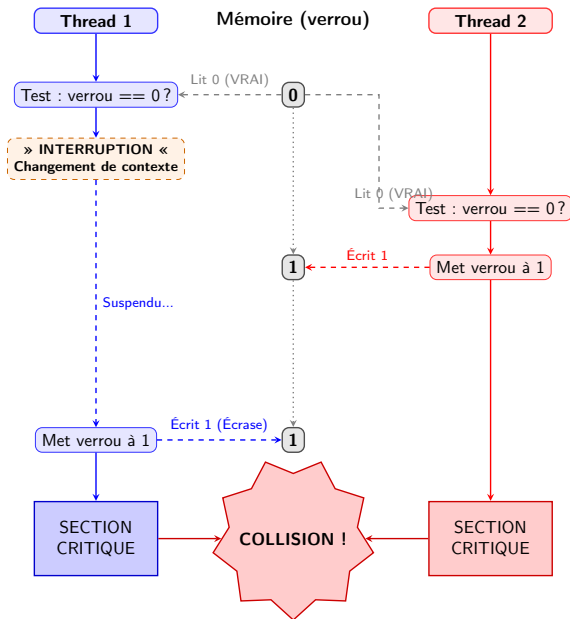 Thread 1
Mémoire (verrou)
Thread 2
Lit 0 (VRAI)
Test : verrou == 0 ?
0
» INTERRUPTION «
Changement de contexte
Lit 0 (VRAI)
Test : verrou == 0 ?
Écrit 1
1
Met verrou à 1
Suspendu...
Écrit 1 (Écrase)
Met verrou à 1
1
SECTION
CRITIQUE
COLLISION !
SECTION
CRITIQUE